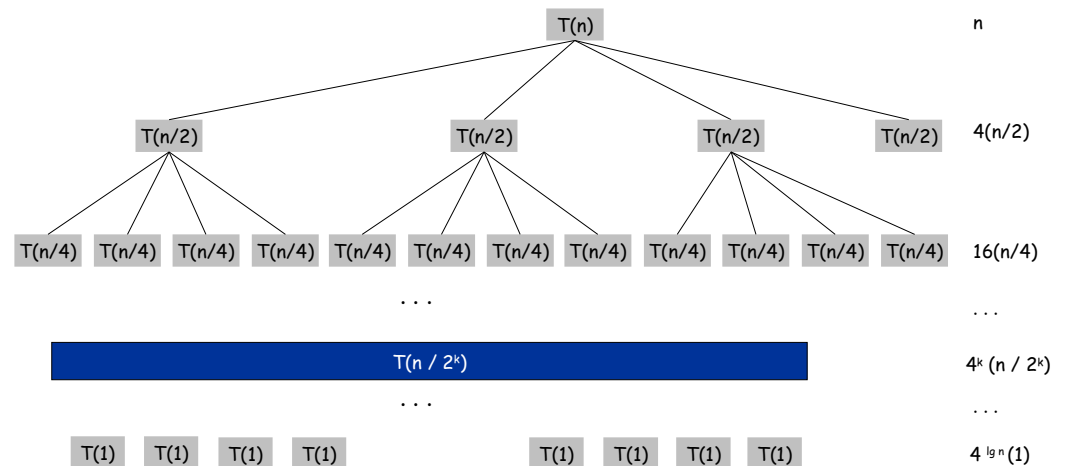 T(n) n
T(n/2) T(n/2) T(n/2) T(n/2) 4(n/2)
T(n/4) T(n/4) T(n/4) T(n/4) T(n/4) T(n/4) T(n/4) T(n/4) T(n/4) T(n/4) T(n/4) T(n/4) 16(n/4)
. . . . . .
T(n / 2ᵏ) 4ᵏ (n / 2ᵏ)
. . . . . .
T(1) T(1) T(1) T(1) T(1) T(1) T(1) T(1) 4 ˡᵍ ⁿ (1)